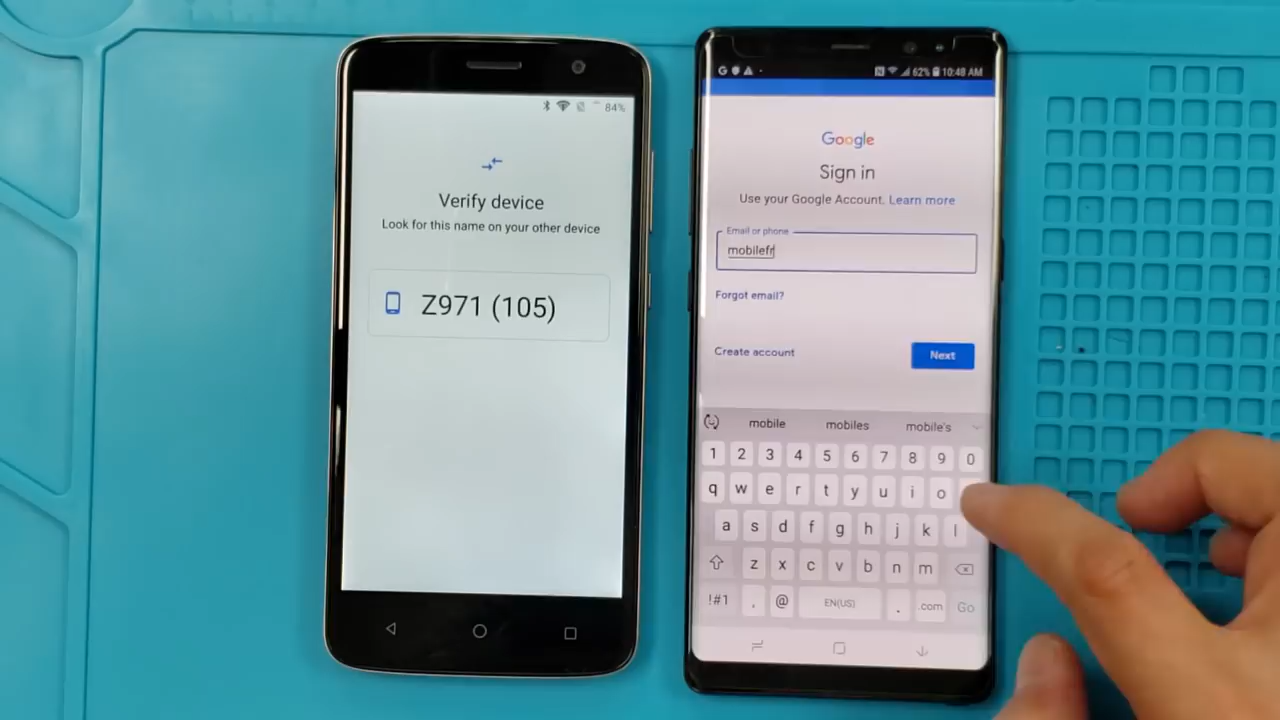 84%
Verify device
Look for this name on your other device
Z971 (105)
G
N
62%
10:48 AM
Google
Sign in
Use your Google Account. Learn more
Email or phone
mobilefr
Forgot email?
Create account
Next
mobile mobiles mobile's
1 2 3 4 5 6 7 8 9 0
q w e r t y u i o
a s d f g h j k l
z x c v b n m
!#1 , @ EN(US) . .com Go